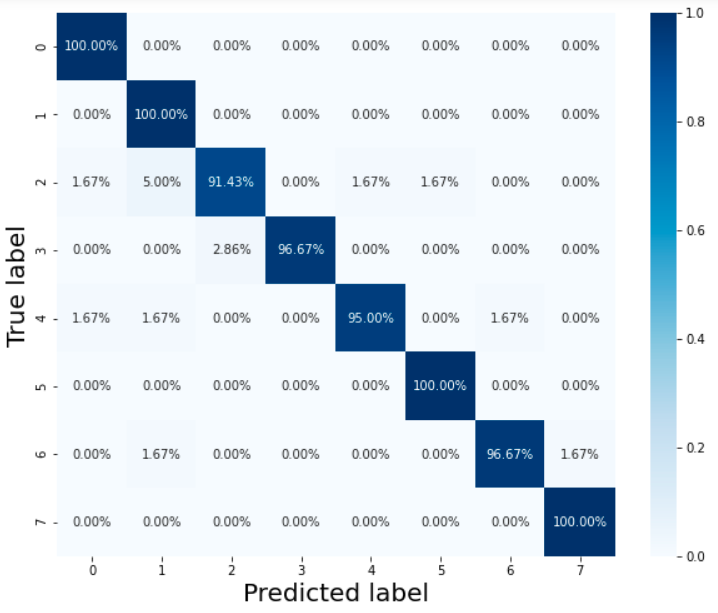 0 100.00% 0.00% 0.00% 0.00% 0.00% 0.00% 0.00% 0.00%
1 0.00% 100.00% 0.00% 0.00% 0.00% 0.00% 0.00% 0.00%
2 1.67% 5.00% 91.43% 0.00% 1.67% 1.67% 0.00% 0.00%
3 0.00% 0.00% 2.86% 96.67% 0.00% 0.00% 0.00% 0.00%
4 1.67% 1.67% 0.00% 0.00% 95.00% 0.00% 1.67% 0.00%
5 0.00% 0.00% 0.00% 0.00% 0.00% 100.00% 0.00% 0.00%
6 0.00% 1.67% 0.00% 0.00% 0.00% 0.00% 96.67% 1.67%
7 0.00% 0.00% 0.00% 0.00% 0.00% 0.00% 0.00% 100.00%
0 1 2 3 4 5 6 7
Predicted label
True label
1.0
0.8
0.6
0.4
0.2
0.0